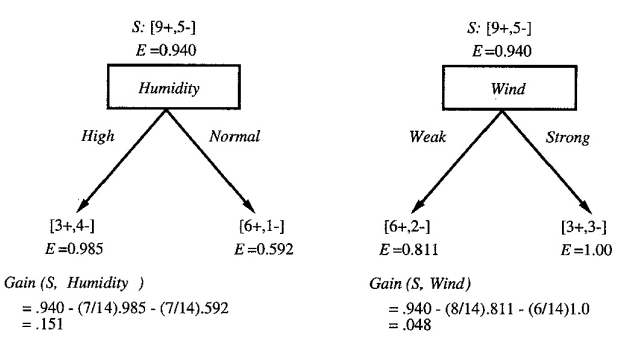 S: [9+,5-]
E =0.940
Humidity
High
Normal
[3+,4-]
E=0.985
[6+,1-]
E=0.592
Gain (S, Humidity )
= .940 - (7/14).985 - (7/14).592
= .151
S: [9+,5-]
E =0.940
Wind
Weak
Strong
[6+,2-]
E=0.811
[3+,3-]
E=1.00
Gain (S, Wind)
= .940 - (8/14).811 - (6/14)1.0
= .048